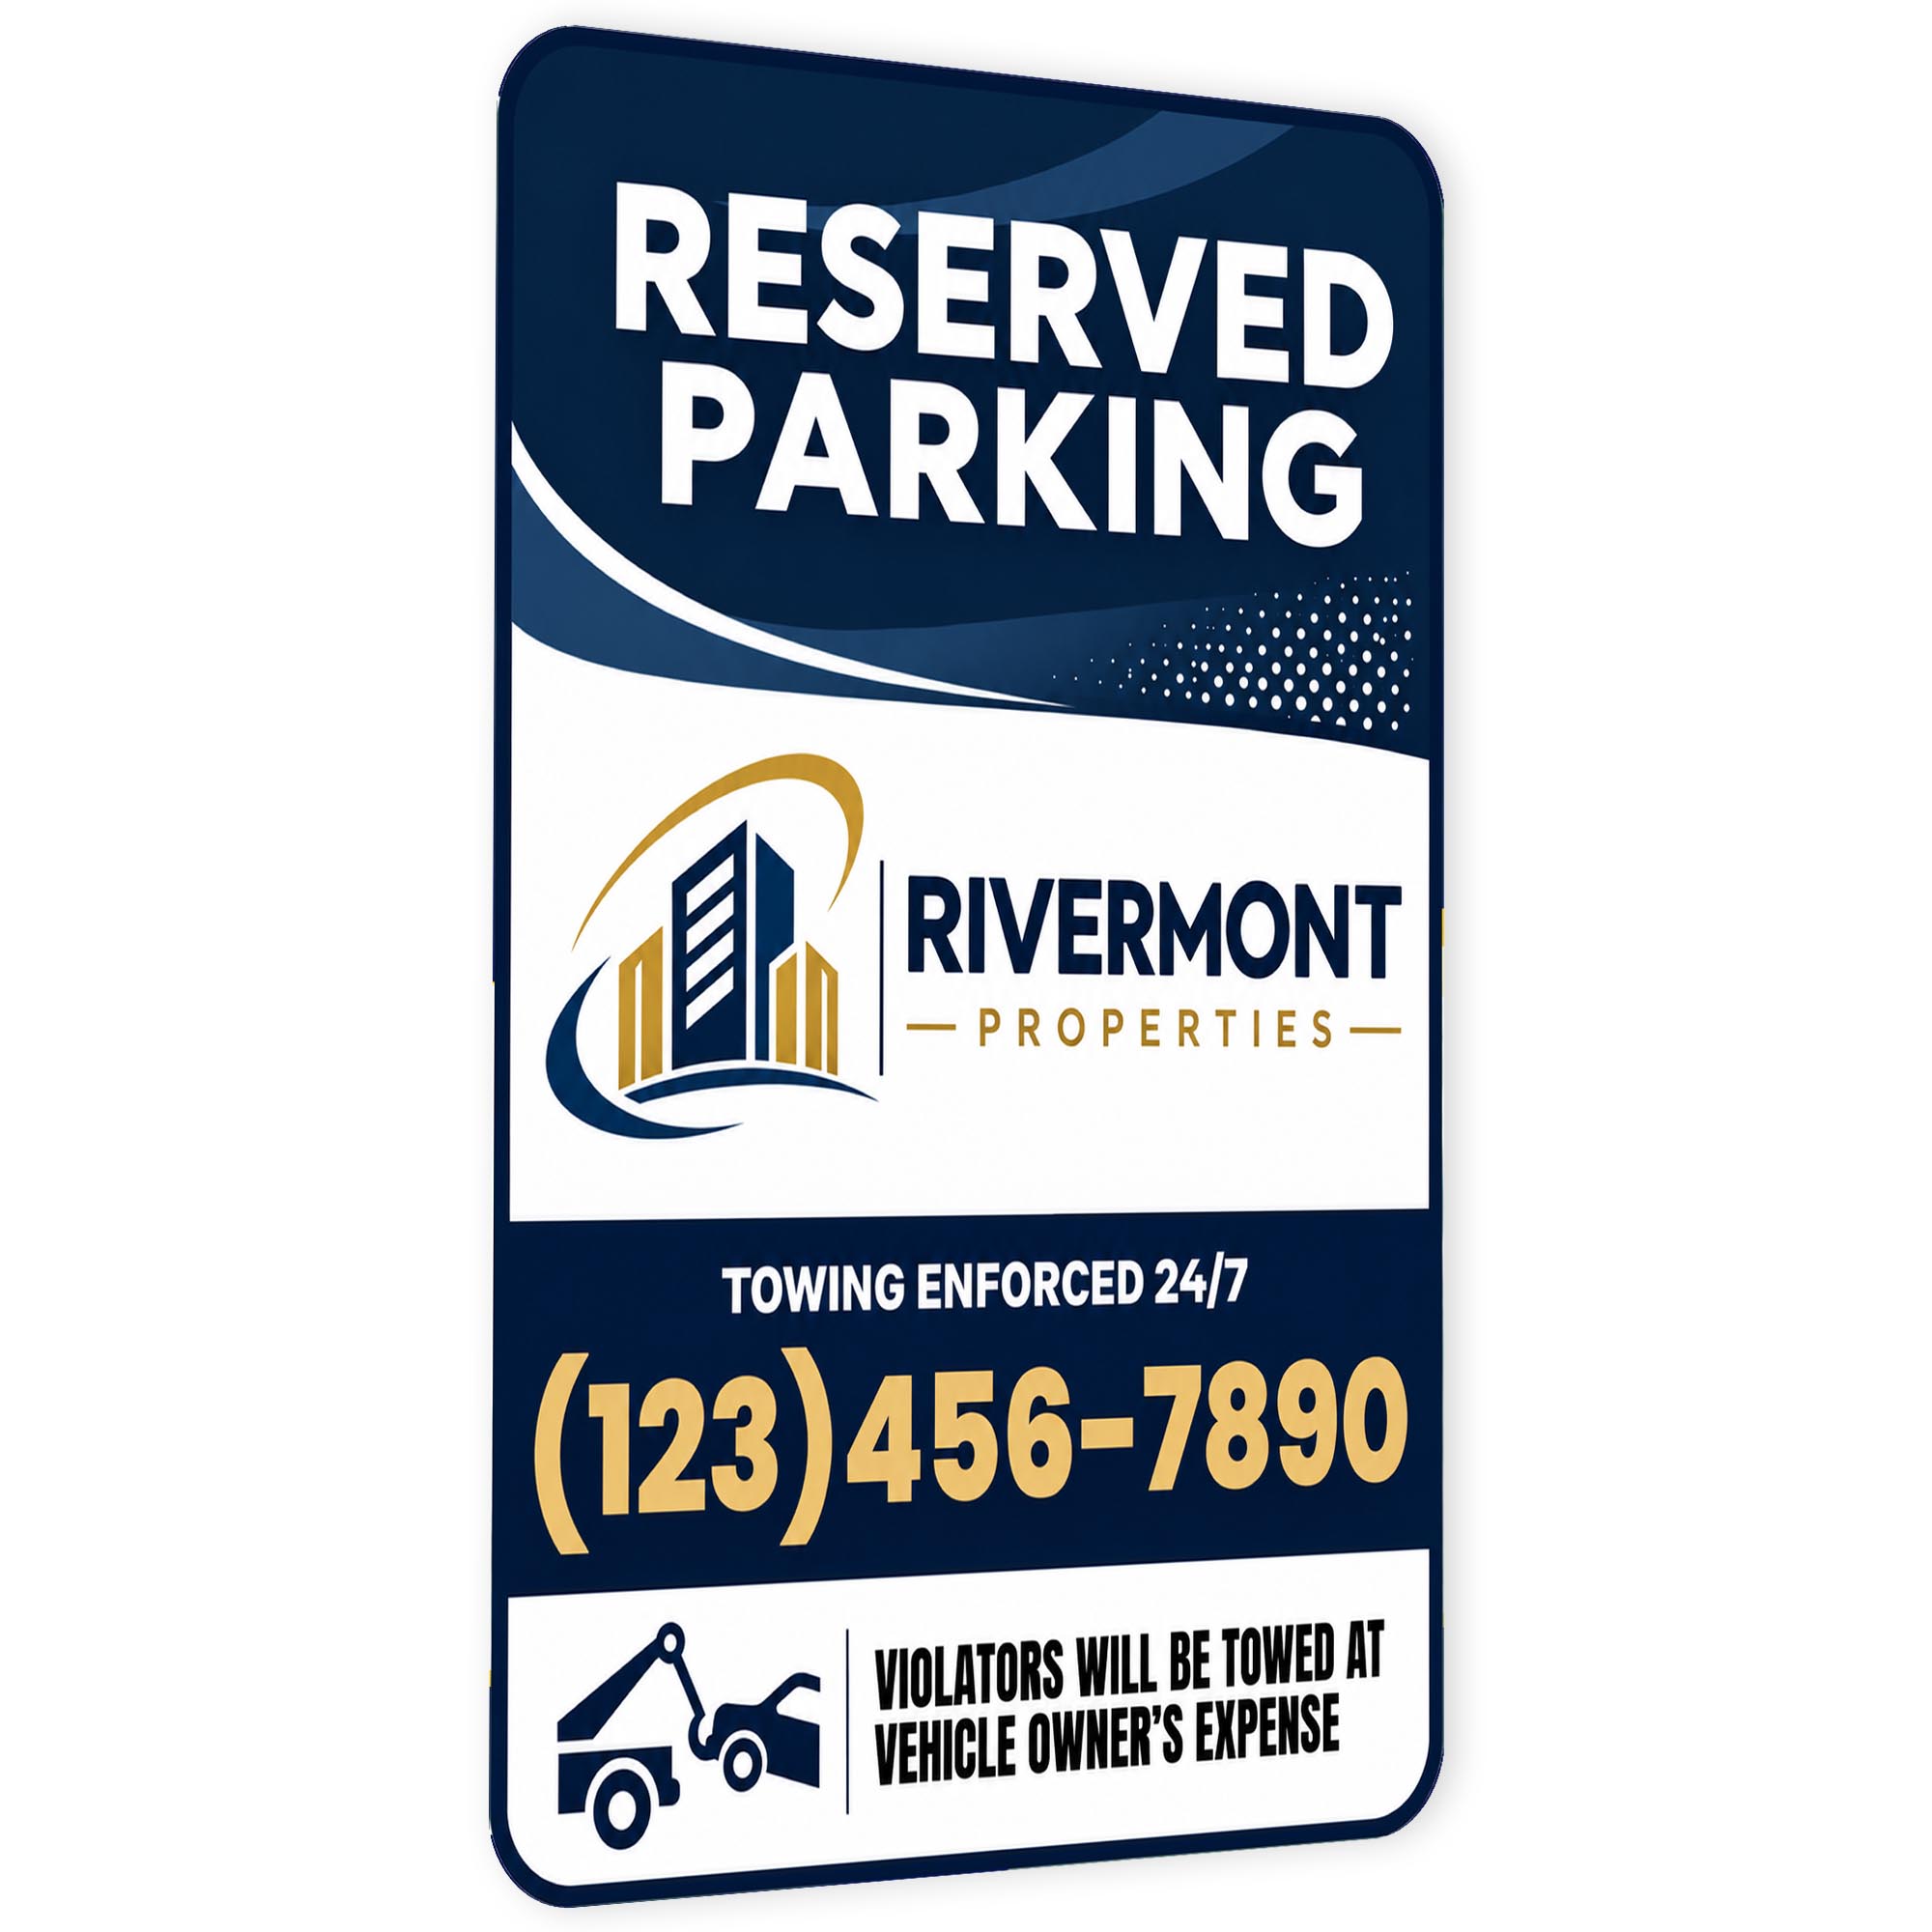 RESERVED
PARKING
RIVERMONT
PROPERTIES
TOWING ENFORCED 24/7
(123)456-7890
VIOLATORS WILL BE TOWED AT
VEHICLE OWNER'S EXPENSE